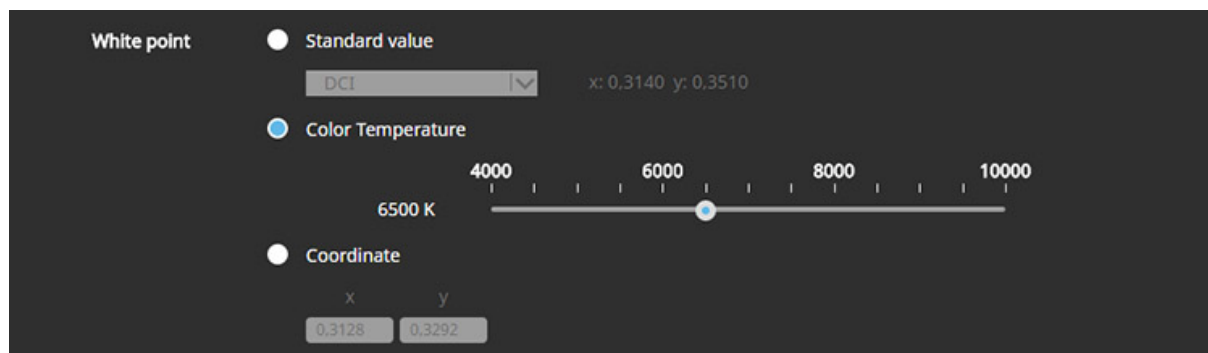 White point Standard value
DCI x: 0,3140 y: 0,3510
Color Temperature
4000 6000 8000 10000
6500 K
Coordinate
x y
0,3128 0,3292